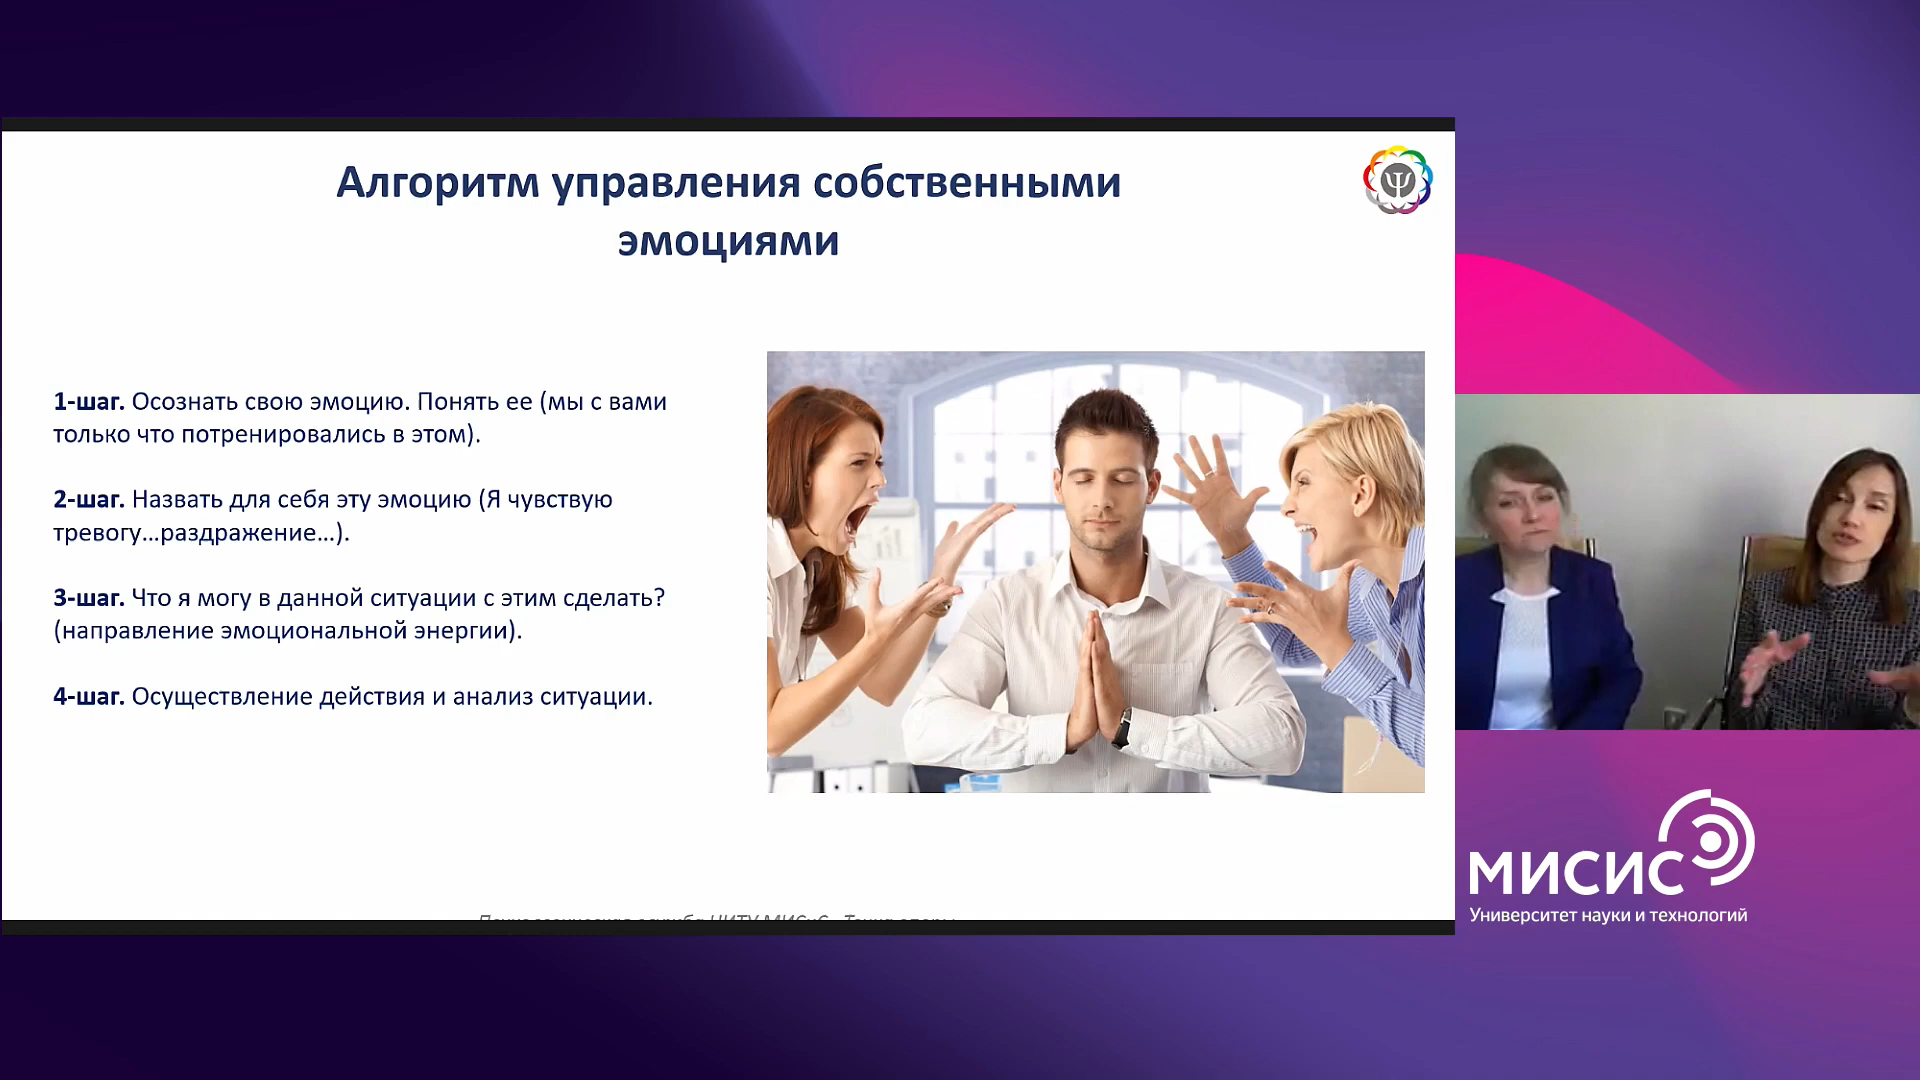 Алгоритм управления собственными
эмоциями
1-шаг. Осознать свою эмоцию. Понять ее (мы с вами
только что потренировались в этом).
2-шаг. Назвать для себя эту эмоцию (Я чувствую
тревогу...раздражение...).
3-шаг. Что я могу в данной ситуации с этим сделать?
(направление эмоциональной энергии).
4-шаг. Осуществление действия и анализ ситуации.
МИСИС
Университет науки и технологий